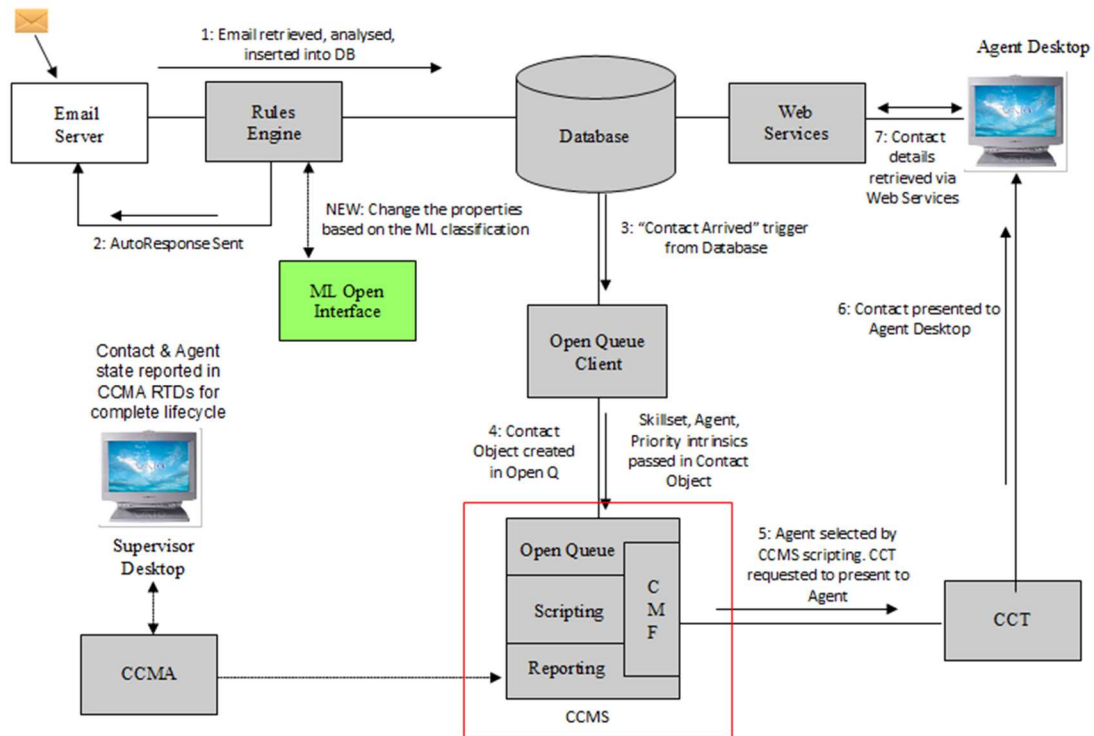 1: Email retrieved, analysed,
inserted into DB
Agent Desktop
Email
Server
Rules
Engine
Database
Web
Services
7: Contact
details
retrieved via
Web Services
NEW: Change the properties
based on the ML classification
2: AutoResponse Sent
3: “Contact Arrived” trigger
from Database
ML Open
Interface
6: Contact presented to
Agent Desktop
Open Queue
Client
Contact & Agent
state reported in
CCMA RTDs for
complete lifecycle
4: Contact
Object created
in Open Q
Skillset, Agent,
Priority intrinsics
passed in Contact
Object
Supervisor
Desktop
Open Queue
Scripting
Reporting
C
M
F
CCMS
5: Agent selected by
CCMS scripting. CCT
requested to present to
Agent
CCT
CCMA